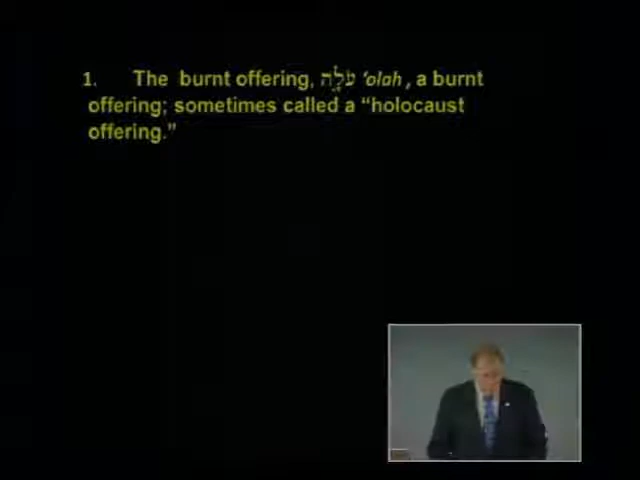 1. The burnt offering, עֹלָה ‘olah , a burnt
offering; sometimes called a “holocaust
offering.”